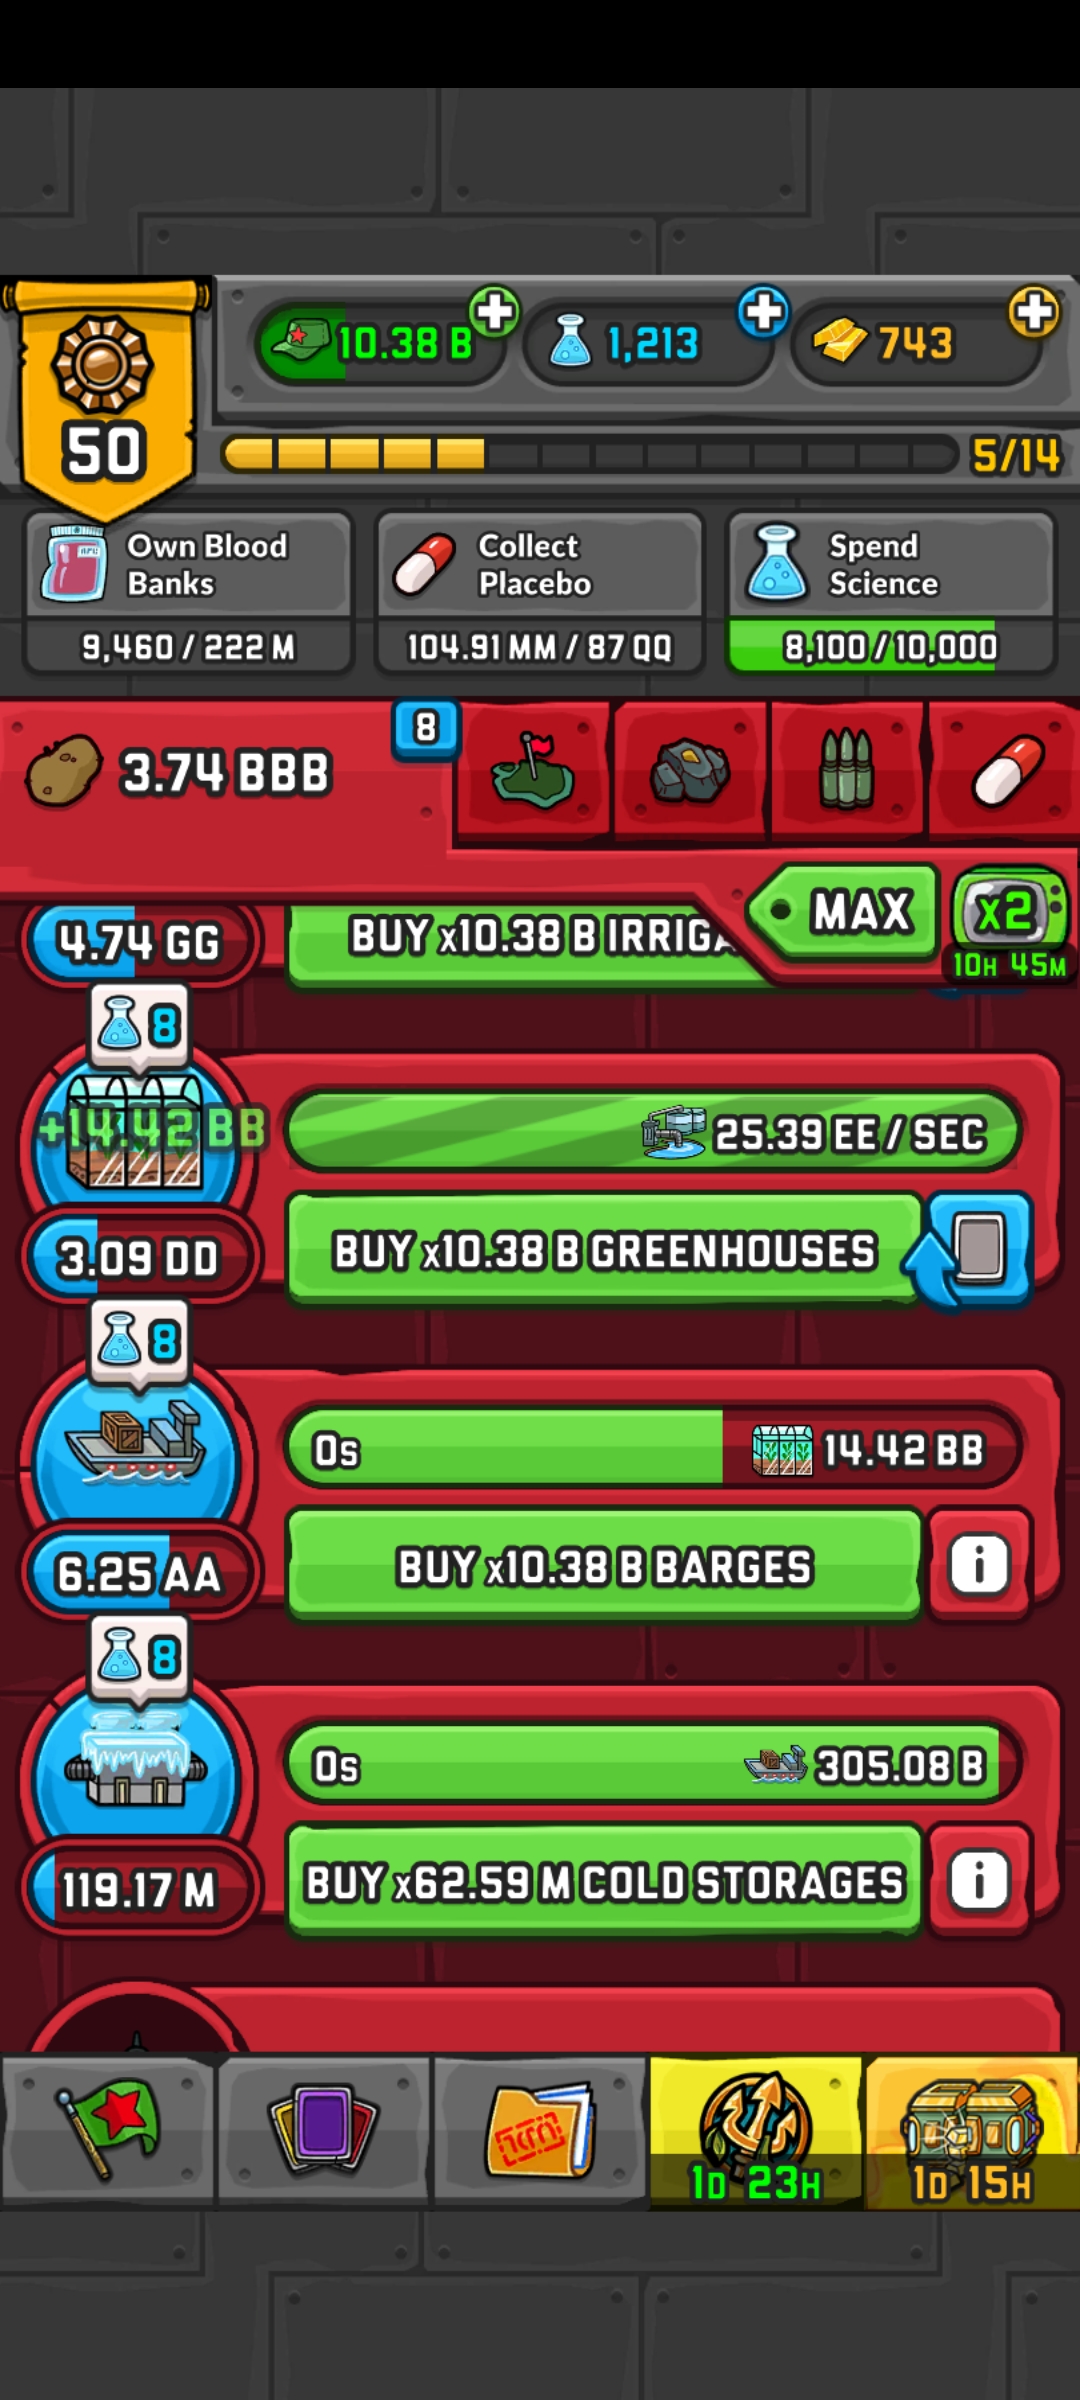 10.38 B
1,213
743
50
5/14
Own Blood
Banks
9,460 / 222 M
Collect
Placebo
104.91 MM / 87 QQ
Spend
Science
8,100 / 10,000
3.74 BBB
8
MAX
x2
10H 45M
4.74 GG
BUY x10.38 B IRRIGA
8
+14.42 BB
25.39 EE / SEC
3.09 DD
BUY x10.38 B GREENHOUSES
8
0s
14.42 BB
6.25 AA
BUY x10.38 B BARGES
i
8
0s
305.08 B
119.17 M
BUY x62.59 M COLD STORAGES
i
1D 23H
1D 15H